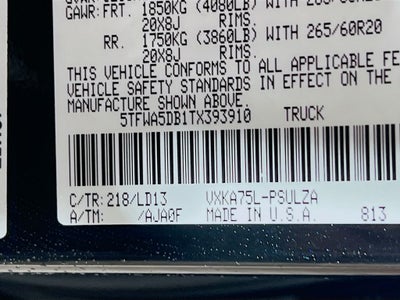 GAWR:FRT. 1850KG (4080LB) WITH
20X8J RIMS.
RR. 1750KG (3860LB) WITH 265/60R20
20X8J RIMS.
THIS VEHICLE CONFORMS TO ALL APPLICABLE
VEHICLE SAFETY STANDARDS IN EFFECT ON THE
MANUFACTURE SHOWN ABOVE.
5TFWA5DB1TX393910 TRUCK
C/TR: 218/LD13 VXKA75L-PSULZA
A/TM: /AJA0F MADE IN U.S.A. 813